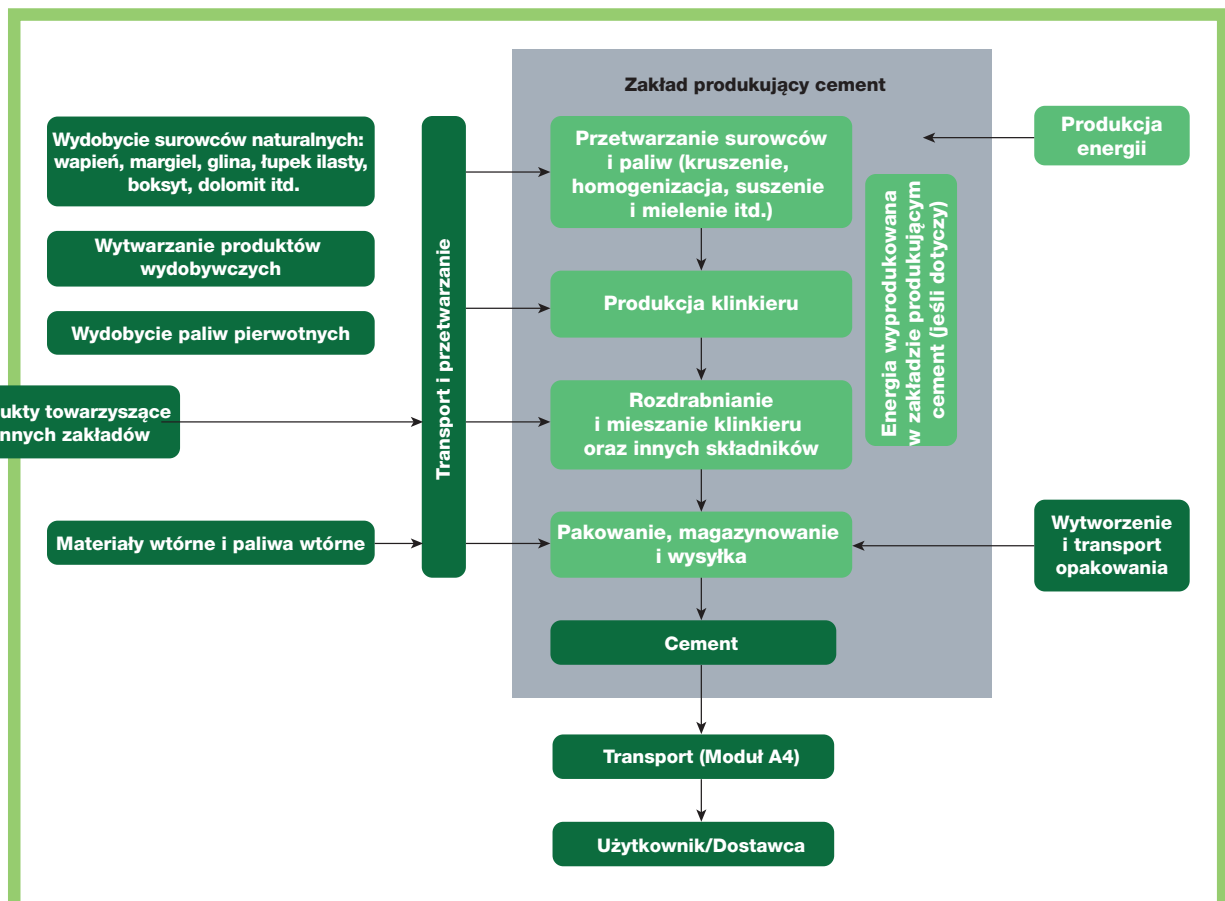 Zakład produkujący cement
Wydobycie surowców naturalnych:
wapień, margiel, glina, łupek ilasty,
boksyt, dolomit itd.
Wytwarzanie produktów
wydobywczych
Wydobycie paliw pierwotnych
ukty towarzyszące
nnych zakładów
Materiały wtórne i paliwa wtórne
Transport i przetwarzanie
Przetwarzanie surowców
i paliw (kruszenie,
homogenizacja, suszenie
i mielenie itd.)
Produkcja klinkieru
Rozdrabnianie
i mieszanie klinkieru
oraz innych składników
Pakowanie, magazynowanie
i wysyłka
Cement
Transport (Moduł A4)
Użytkownik/Dostawca
Energia wyprodukowana
w zakładzie produkującym
cement (jeśli dotyczy)
Produkcja
energii
Wytworzenie
i transport
opakowania